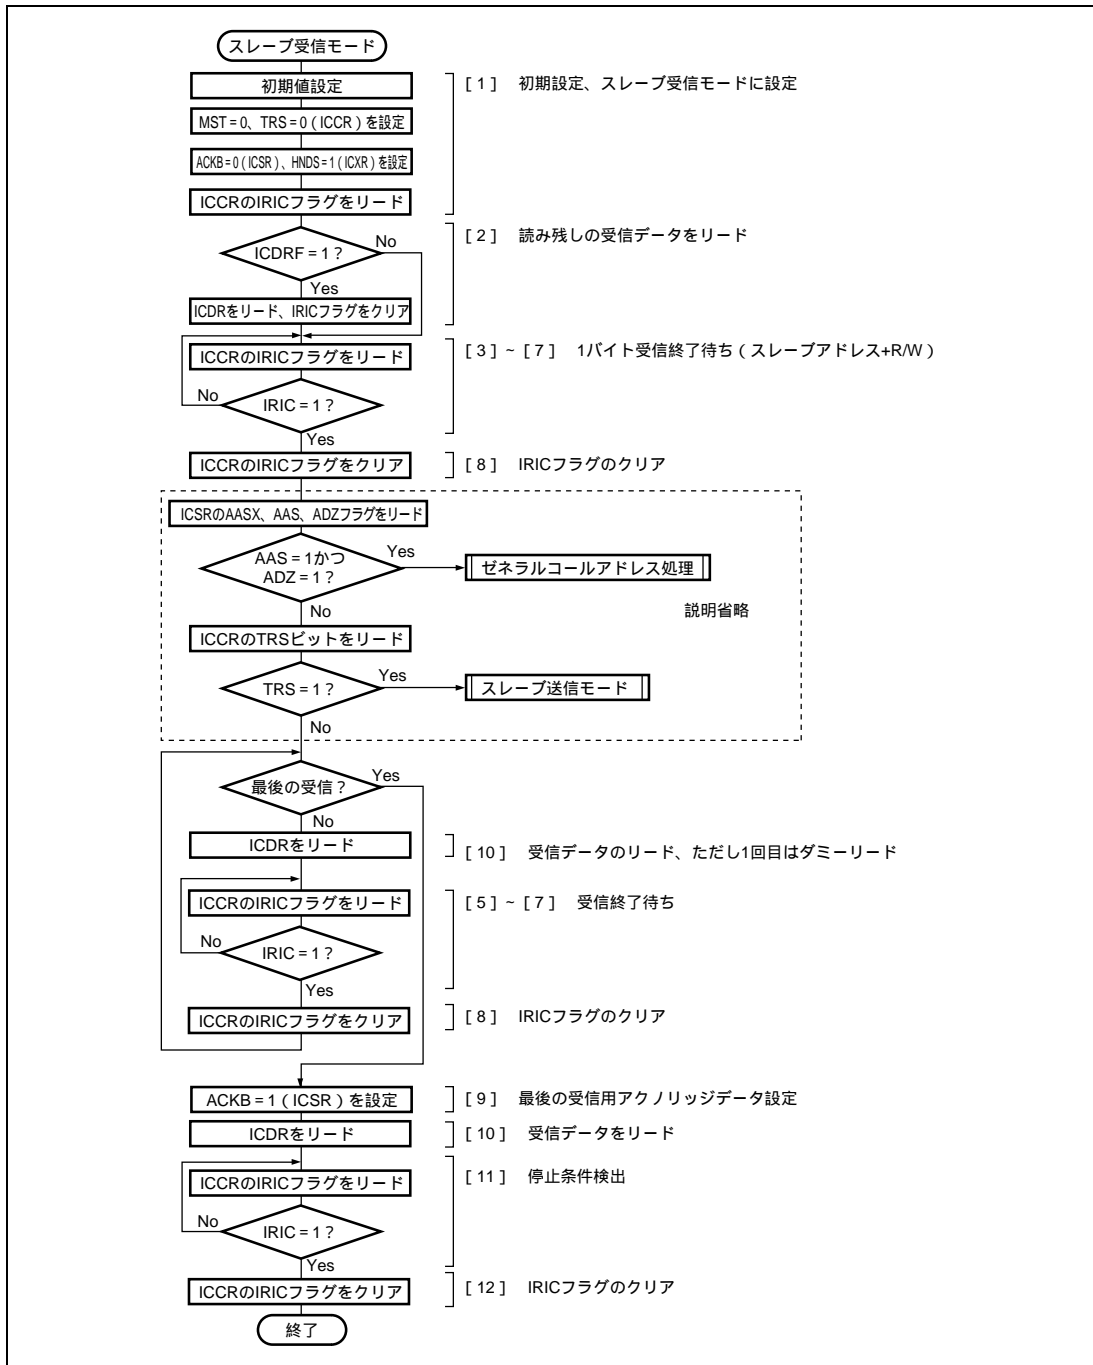 スレーブ受信モード
初期値設定
[1] 初期設定、スレーブ受信モードに設定
MST = 0、TRS = 0(ICCR)を設定
ACKB = 0(ICSR)、HNDS = 1(ICXR)を設定
ICCRのIRICフラグをリード
[2] 読み残しの受信データをリード
ICDRF = 1?
No
Yes
ICDRをリード、IRICフラグをクリア
ICCRのIRICフラグをリード
[3] ~ [7] 1バイト受信終了待ち(スレーブアドレス+R/W)
No
IRIC = 1?
Yes
ICCRのIRICフラグをクリア
[8] IRICフラグのクリア
ICSRのAASX、AAS、ADZフラグをリード
AAS = 1かつ
ADZ = 1?
Yes
ゼネラルコールアドレス処理
No
説明省略
ICCRのTRSビットをリード
TRS = 1?
Yes
スレーブ送信モード
No
最後の受信?
Yes
No
ICDRをリード
[10] 受信データのリード、ただし1回目はダミーリード
ICCRのIRICフラグをリード
[5] ~ [7] 受信終了待ち
No
IRIC = 1?
Yes
ICCRのIRICフラグをクリア
[8] IRICフラグのクリア
ACKB = 1(ICSR)を設定
[9] 最後の受信用アクノリッジデータ設定
ICDRをリード
[10] 受信データをリード
ICCRのIRICフラグをリード
[11] 停止条件検出
No
IRIC = 1?
Yes
ICCRのIRICフラグをクリア
[12] IRICフラグのクリア
終了